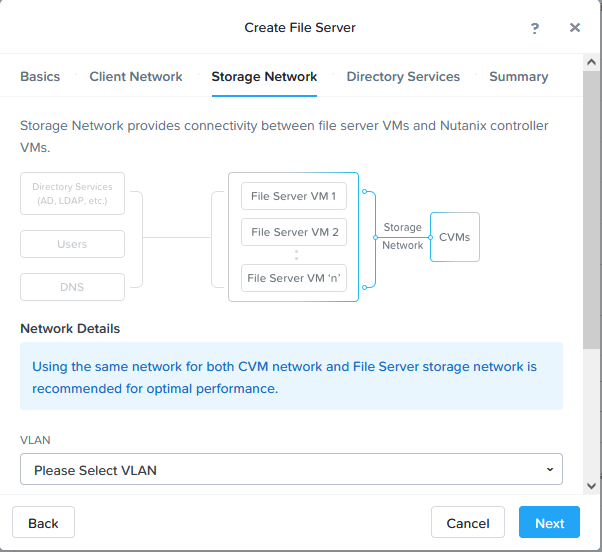 Create File Server
?
Basics Client Network Storage Network Directory Services Summary
Storage Network provides connectivity between file server VMs and Nutanix controller
VMs.
Directory Services
(AD, LDAP, etc.)
Users
DNS
File Server VM 1
File Server VM 2
File Server VM 'n'
Storage
Network
CVMs
Network Details
Using the same network for both CVM network and File Server storage network is
recommended for optimal performance.
VLAN
Please Select VLAN
Back Cancel Next